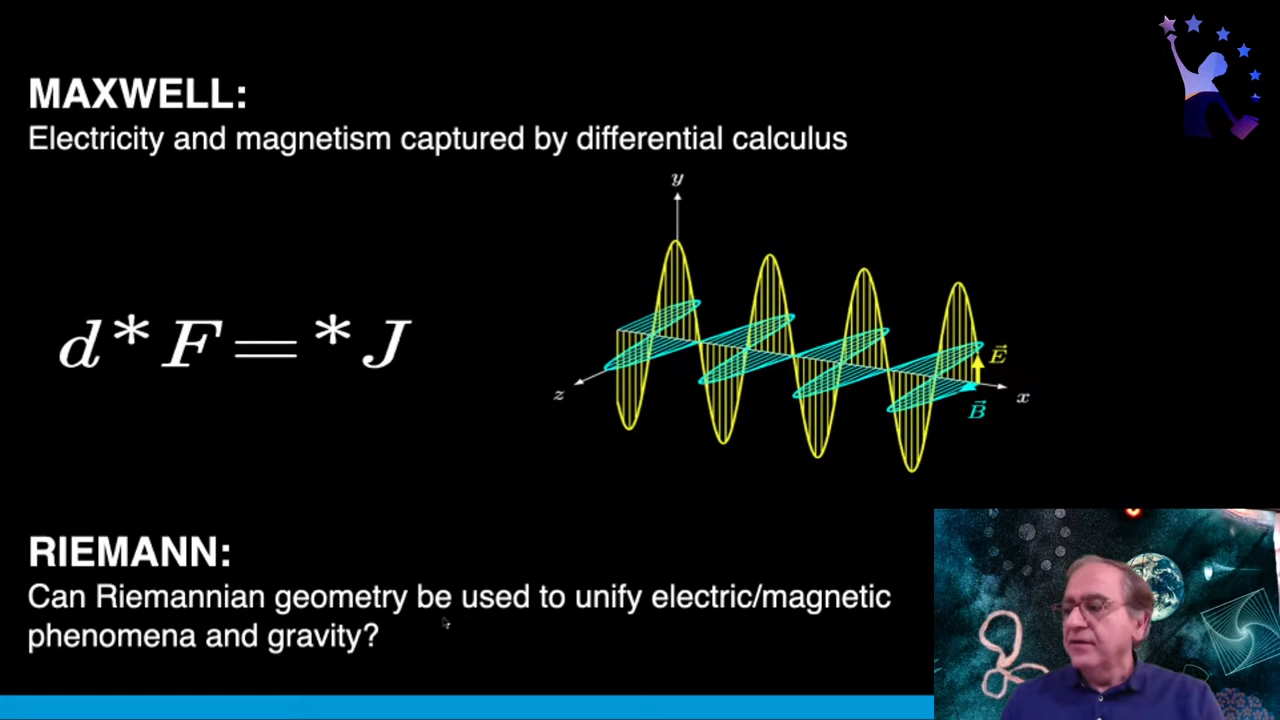 MAXWELL:
Electricity and magnetism captured by differential calculus
y
d*F=*J
E⃗
z
x
B⃗
RIEMANN:
Can Riemannian geometry be used to unify electric/magnetic
phenomena and gravity?